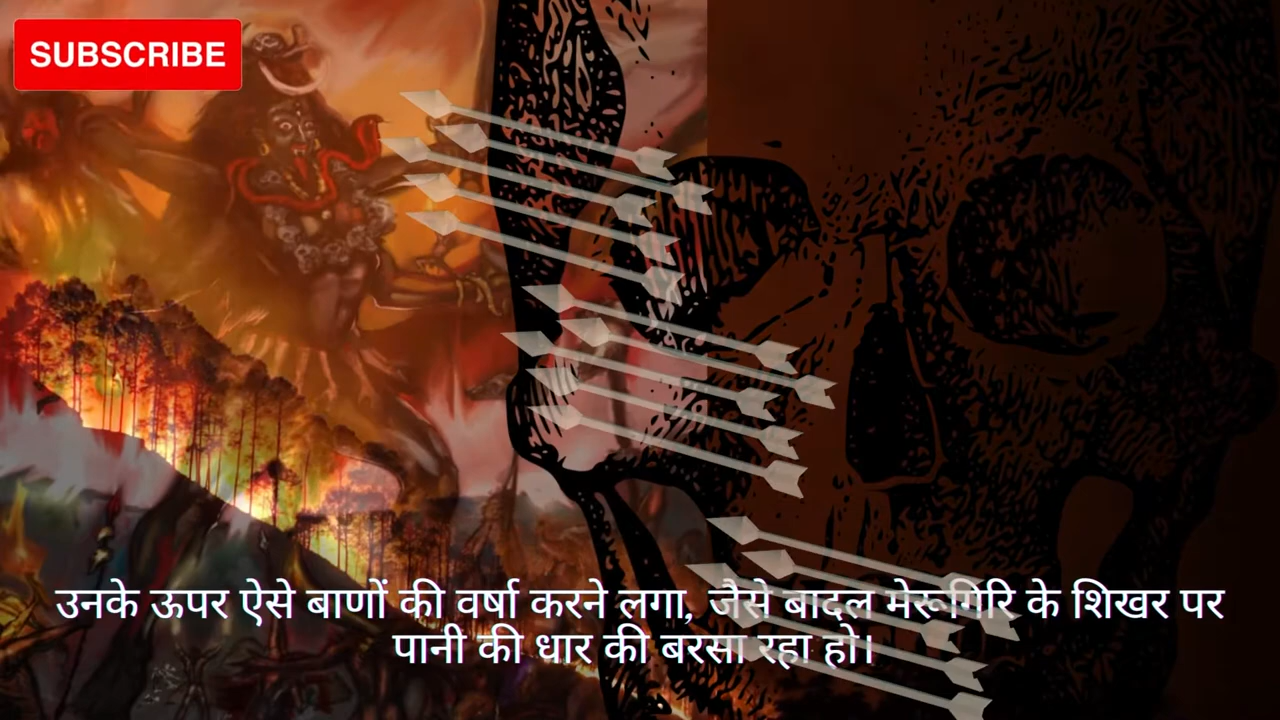 SUBSCRIBE
उनके ऊपर ऐसे बाणों की वर्षा करने लगा, जैसे बादल मेरूगिरि के शिखर पर
पानी की धार की बरसा रहा हो।